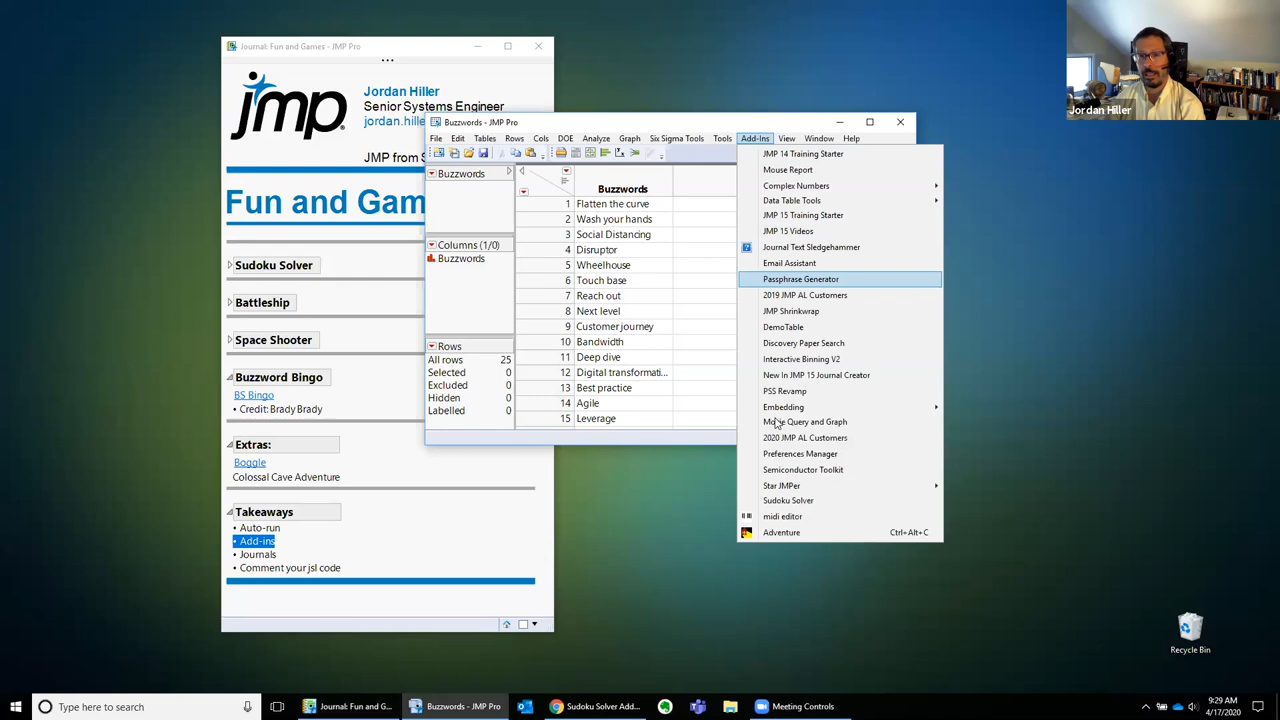 Journal: Fun and Games - JMP Pro
jmp
Jordan Hiller
Senior Systems Engineer
jordan.hille
JMP from S
Fun and Gam
Sudoku Solver
Battleship
Space Shooter
Buzzword Bingo
BS Bingo
• Credit: Brady Brady
Extras:
Boggle
Colossal Cave Adventure
Takeaways
• Auto-run
• Add-ins
• Journals
• Comment your jsl code
Buzzwords - JMP Pro
File Edit Tables Rows Cols DOE Analyze Graph Six Sigma Tools Tools Add-Ins View Window Help
Buzzwords
Columns (1/0)
Buzzwords
Rows
All rows 25
Selected 0
Excluded 0
Hidden 0
Labelled 0
Buzzwords
1 Flatten the curve
2 Wash your hands
3 Social Distancing
4 Disruptor
5 Wheelhouse
6 Touch base
7 Reach out
8 Next level
9 Customer journey
10 Bandwidth
11 Deep dive
12 Digital transformati...
13 Best practice
14 Agile
15 Leverage
JMP 14 Training Starter
Mouse Report
Complex Numbers
Data Table Tools
JMP 15 Training Starter
JMP 15 Videos
Journal Text Sledgehammer
Email Assistant
Passphrase Generator
2019 JMP AL Customers
JMP Shrinkwrap
DemoTable
Discovery Paper Search
Interactive Binning V2
New In JMP 15 Journal Creator
PSS Revamp
Embedding
Movie Query and Graph
2020 JMP AL Customers
Preferences Manager
Semiconductor Toolkit
Star JMPer
Sudoku Solver
midi editor
Adventure Ctrl+Alt+C
Jordan Hiller
Recycle Bin
Type here to search
Journal: Fun and G...
Buzzwords - JMP Pro
Sudoku Solver Add...
Meeting Controls
9:29 AM
4/17/2020